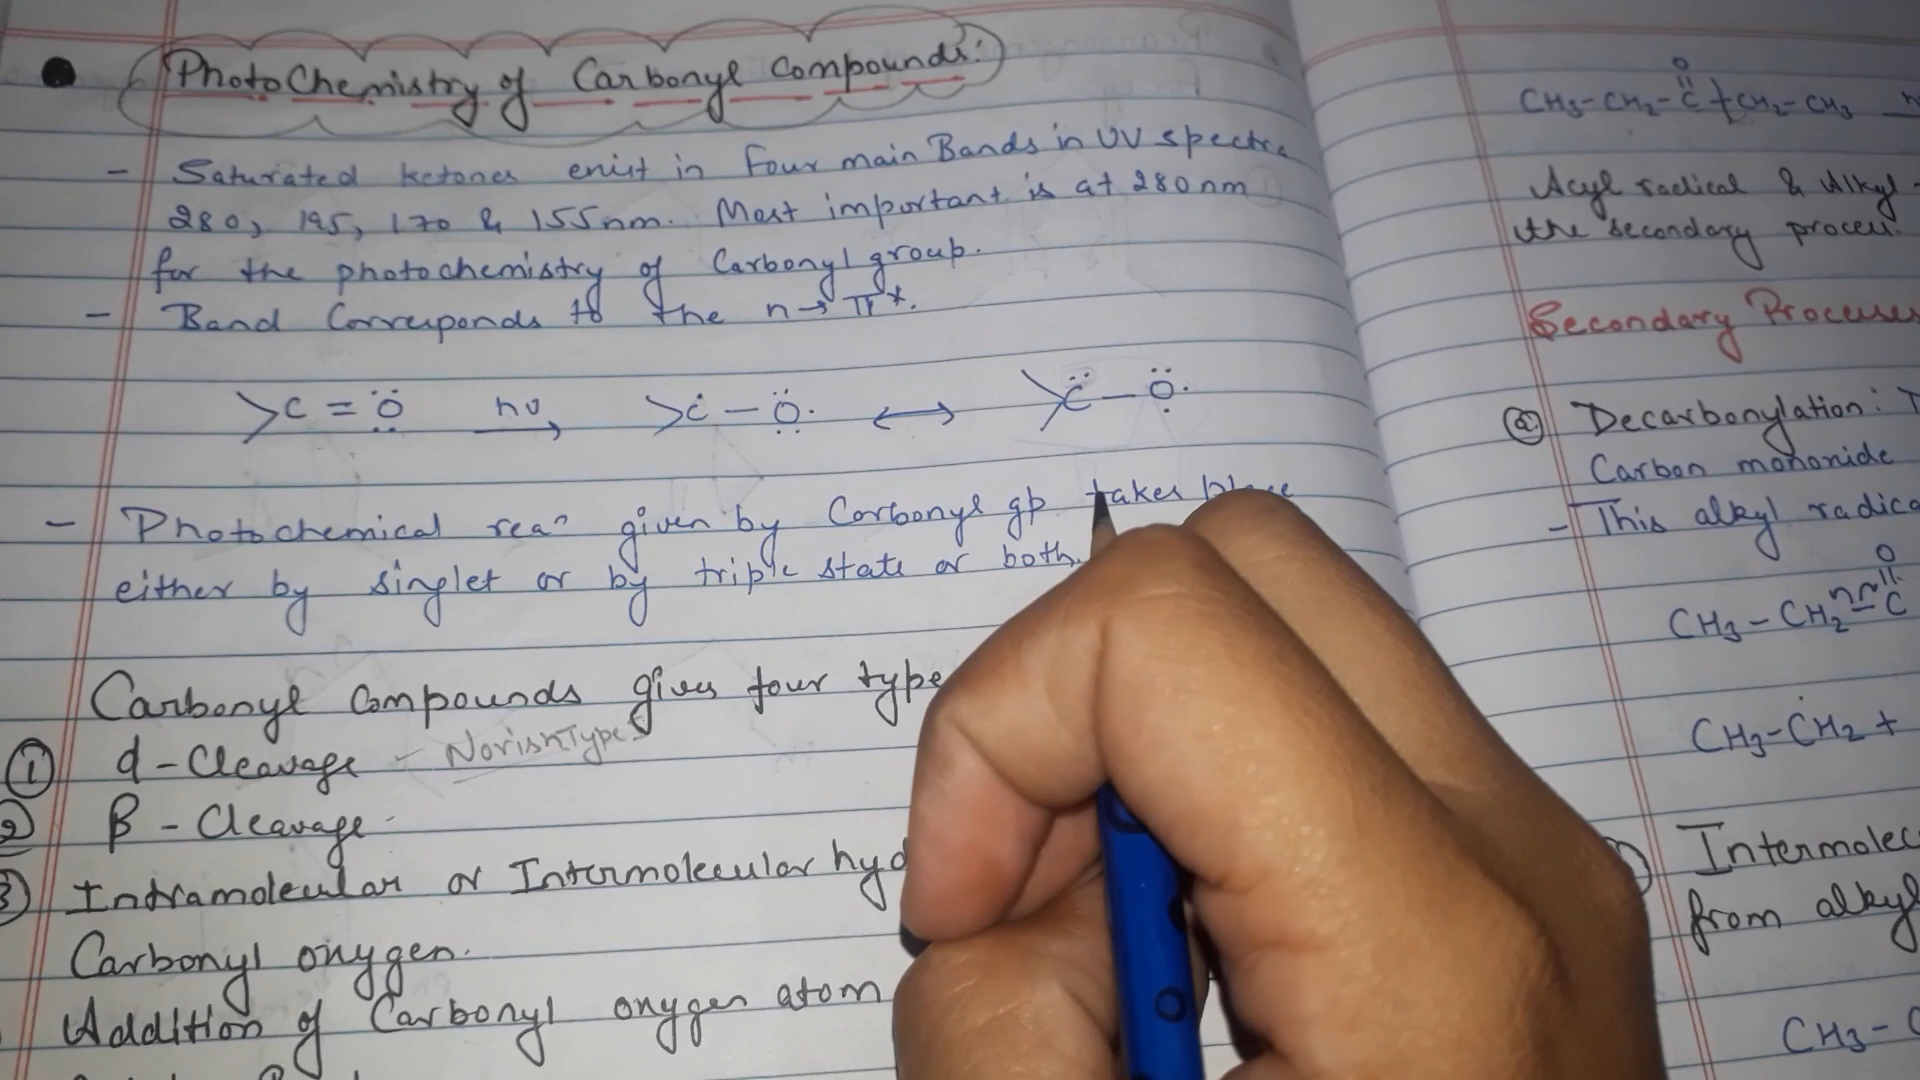 PhotoChemistry of Carbonyl Compounds:
- Saturated ketones exist in Four main Bands in UV spectra
280, 195, 170 & 155nm. Most important is at 280nm
for the photochemistry of Carbonyl group.
- Band Corresponds to the n→π*.
>C=Ö hν → >Ċ-Ö· ↔ >C̈-Ö·
- Photochemical rea^n given by Carbonyl gp takes place
either by singlet or by triple state or both
Carbonyl Compounds gives four type
① α-Cleavage - Norish Type
② β-Cleavage-
③ Intramolecular or Intermolecular hyd
Carbonyl oxygen.
Addition of Carbonyl oxygen atom
O
CH3-CH2-C+CH2-CH3
Acyl radical & Alkyl
the secondary process.
Secondary Processes
ⓐ Decarbonylation:
Carbon monoxide
- This alkyl radica
O
CH3-CH2-C
CH3-ĊH2 +
Intermolec
from alkyl
CH3-C